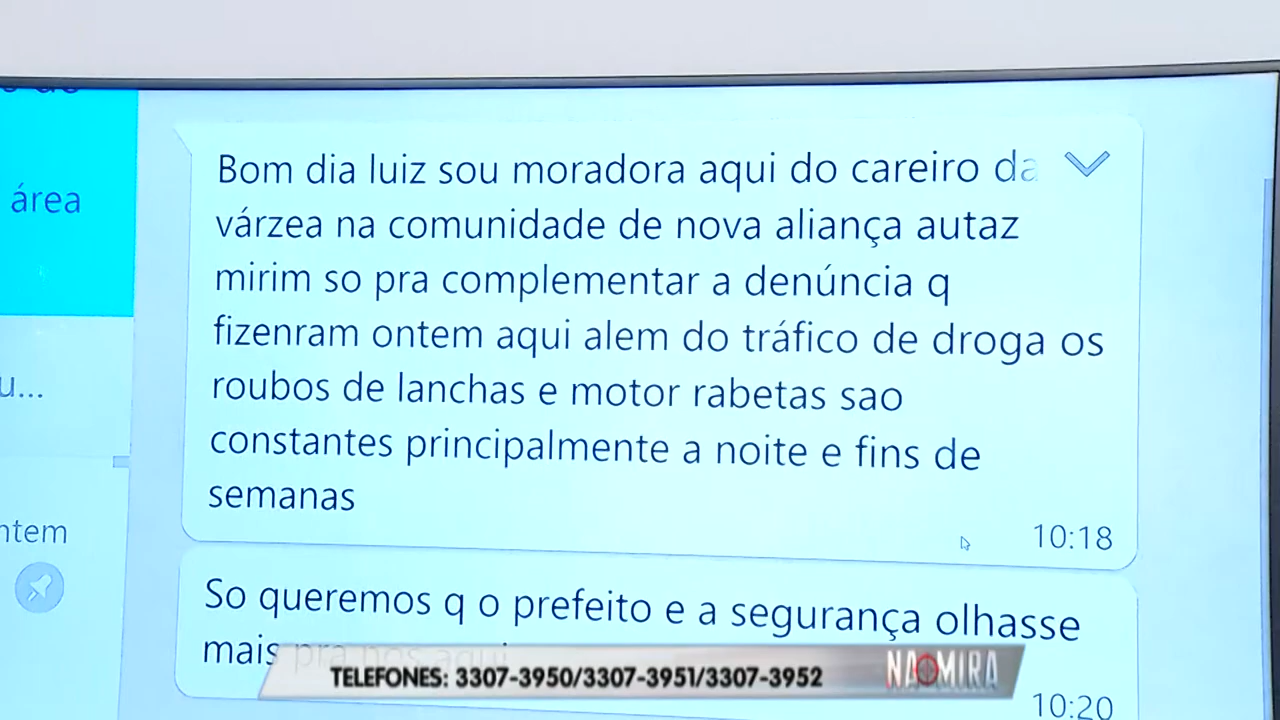 área
u...
ntem
Bom dia luiz sou moradora aqui do careiro da
várzea na comunidade de nova aliança autaz
mirim so pra complementar a denúncia q
fizenram ontem aqui alem do tráfico de droga os
roubos de lanchas e motor rabetas sao
constantes principalmente a noite e fins de
semanas
10:18
So queremos q o prefeito e a segurança olhasse
mais pra nos aqui
10:20
TELEFONES: 3307-3950/3307-3951/3307-3952
NA MIRA